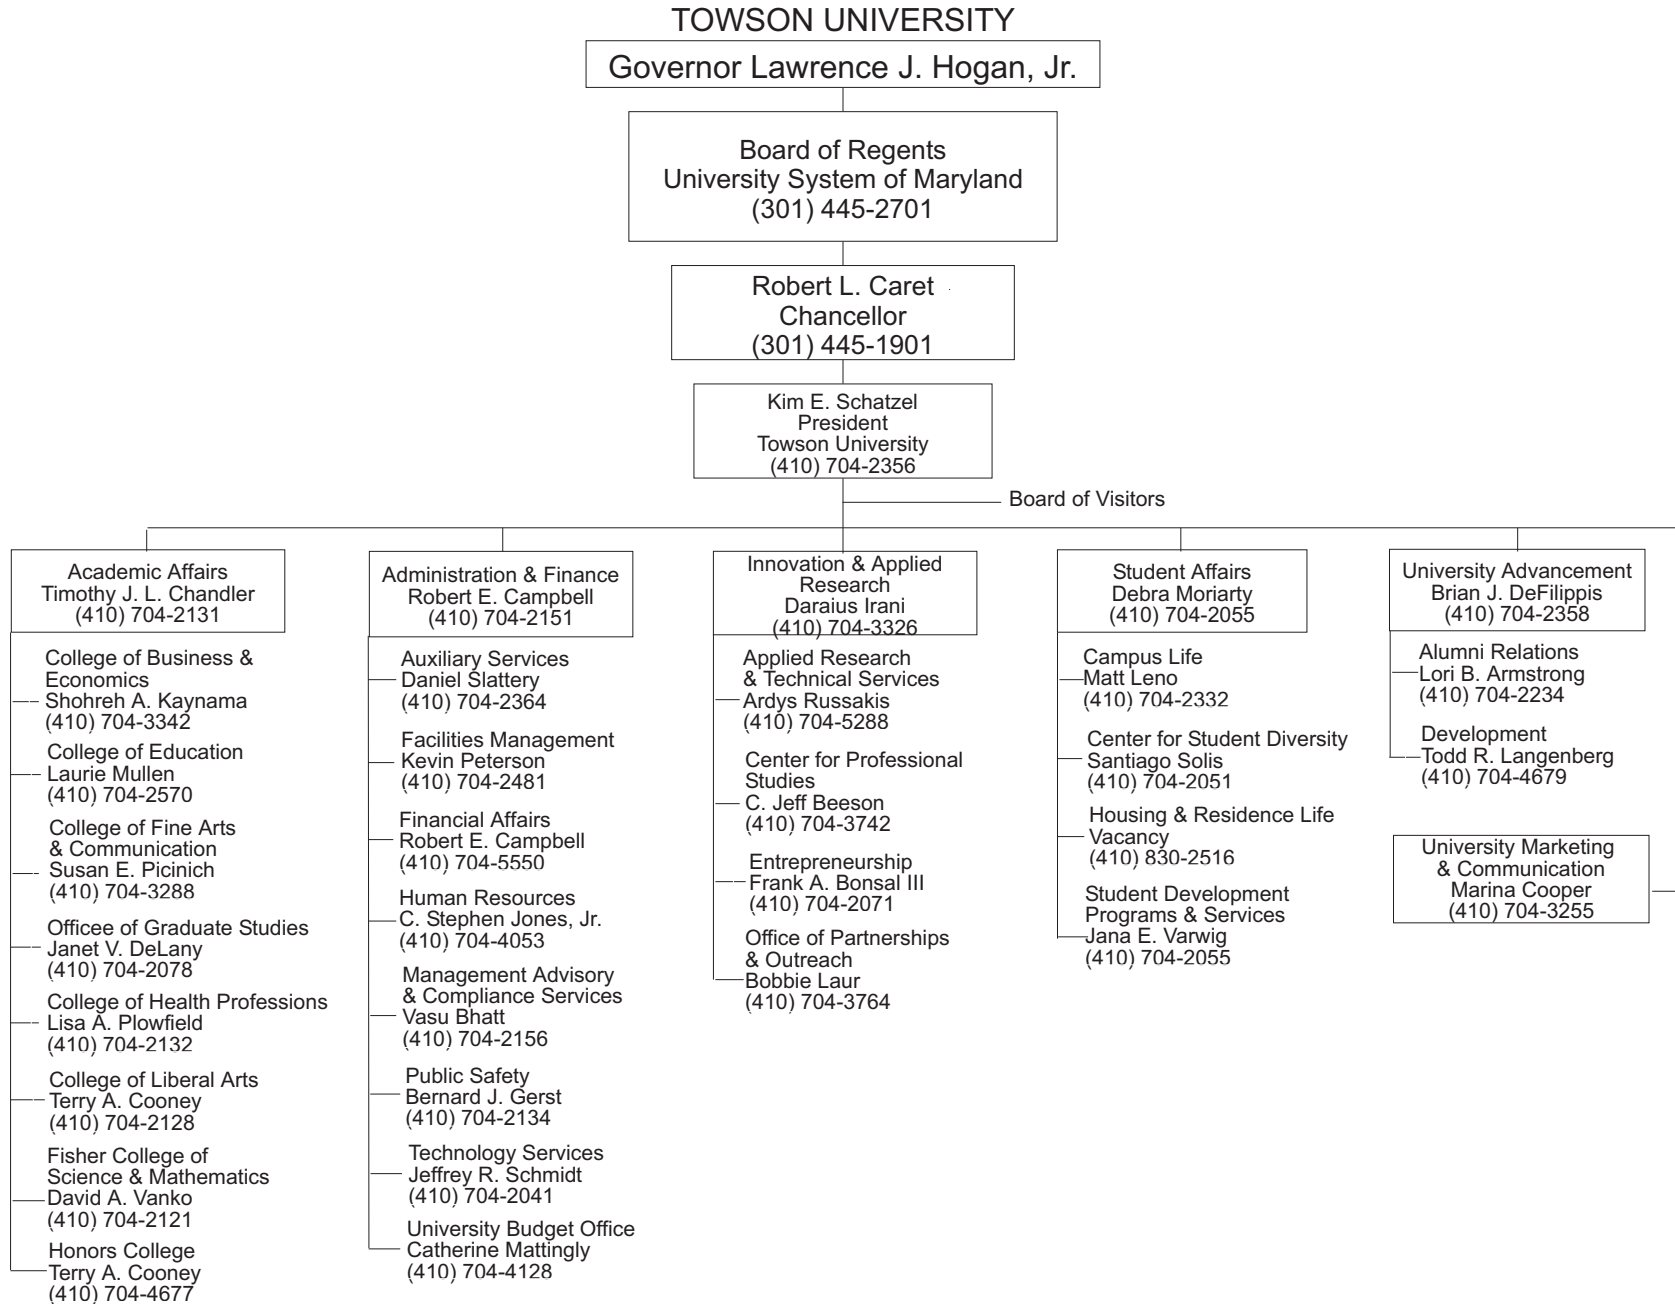 TOWSON UNIVERSITY
Governor Lawrence J. Hogan, Jr.
Board of Regents
University System of Maryland
(301) 445-2701
Robert L. Caret
Chancellor
(301) 445-1901
Kim E. Schatzel
President
Towson University
(410) 704-2356
Board of Visitors
Academic Affairs
Timothy J. L. Chandler
(410) 704-2131
College of Business &
Economics
Shohreh A. Kaynama
(410) 704-3342
College of Education
Laurie Mullen
(410) 704-2570
College of Fine Arts
& Communication
Susan E. Picinich
(410) 704-3288
Officee of Graduate Studies
Janet V. DeLany
(410) 704-2078
College of Health Professions
Lisa A. Plowfield
(410) 704-2132
College of Liberal Arts
Terry A. Cooney
(410) 704-2128
Fisher College of
Science & Mathematics
David A. Vanko
(410) 704-2121
Honors College
Terry A. Cooney
(410) 704-4677
Administration & Finance
Robert E. Campbell
(410) 704-2151
Auxiliary Services
Daniel Slattery
(410) 704-2364
Facilities Management
Kevin Peterson
(410) 704-2481
Financial Affairs
Robert E. Campbell
(410) 704-5550
Human Resources
C. Stephen Jones, Jr.
(410) 704-4053
Management Advisory
& Compliance Services
Vasu Bhatt
(410) 704-2156
Public Safety
Bernard J. Gerst
(410) 704-2134
Technology Services
Jeffrey R. Schmidt
(410) 704-2041
University Budget Office
Catherine Mattingly
(410) 704-4128
Innovation & Applied
Research
Daraius Irani
(410) 704-3326
Applied Research
& Technical Services
Ardys Russakis
(410) 704-5288
Center for Professional
Studies
C. Jeff Beeson
(410) 704-3742
Entrepreneurship
Frank A. Bonsal III
(410) 704-2071
Office of Partnerships
& Outreach
Bobbie Laur
(410) 704-3764
Student Affairs
Debra Moriarty
(410) 704-2055
Campus Life
Matt Leno
(410) 704-2332
Center for Student Diversity
Santiago Solis
(410) 704-2051
Housing & Residence Life
Vacancy
(410) 830-2516
Student Development
Programs & Services
Jana E. Varwig
(410) 704-2055
University Advancement
Brian J. DeFilippis
(410) 704-2358
Alumni Relations
Lori B. Armstrong
(410) 704-2234
Development
Todd R. Langenberg
(410) 704-4679
University Marketing
& Communication
Marina Cooper
(410) 704-3255